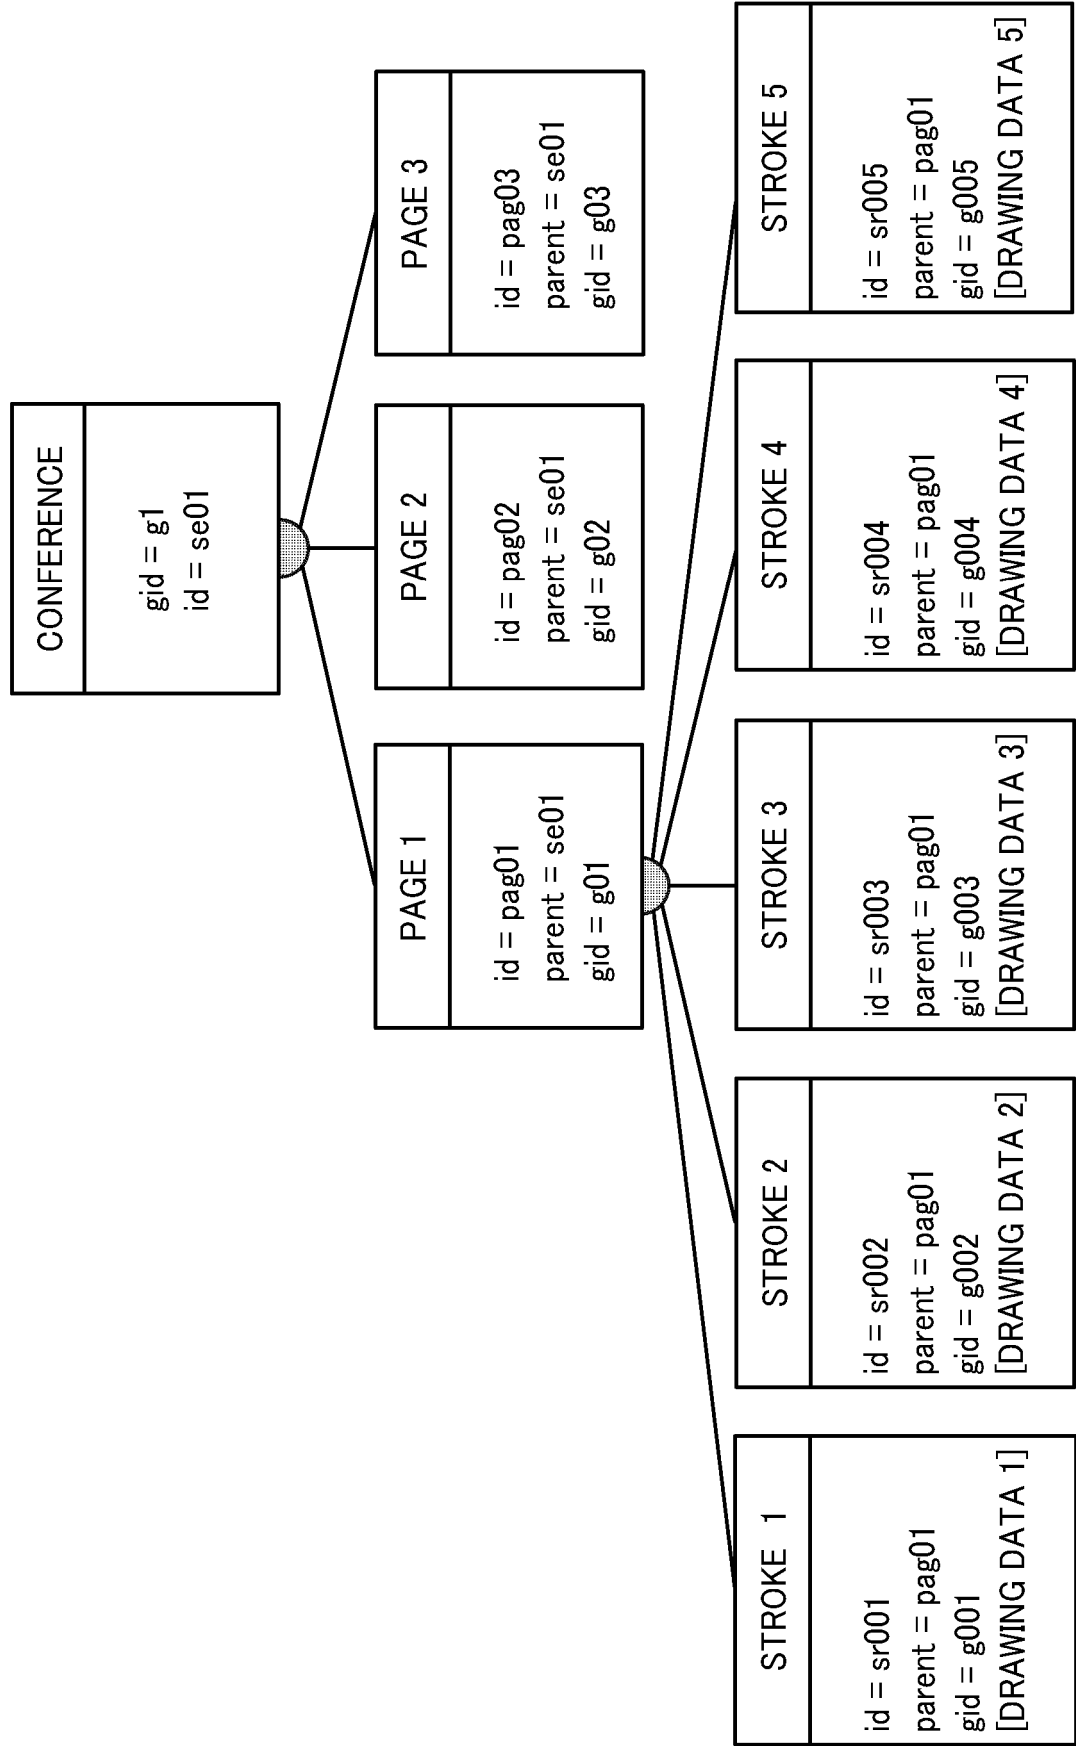 CONFERENCE
gid = g1
id = se01
PAGE 1
id = pag01
parent = se01
gid = g01
PAGE 2
id = pag02
parent = se01
gid = g02
PAGE 3
id = pag03
parent = se01
gid = g03
STROKE 1
id = sr001
parent = pag01
gid = g001
[DRAWING DATA 1]
STROKE 2
id = sr002
parent = pag01
gid = g002
[DRAWING DATA 2]
STROKE 3
id = sr003
parent = pag01
gid = g003
[DRAWING DATA 3]
STROKE 4
id = sr004
parent = pag01
gid = g004
[DRAWING DATA 4]
STROKE 5
id = sr005
parent = pag01
gid = g005
[DRAWING DATA 5]